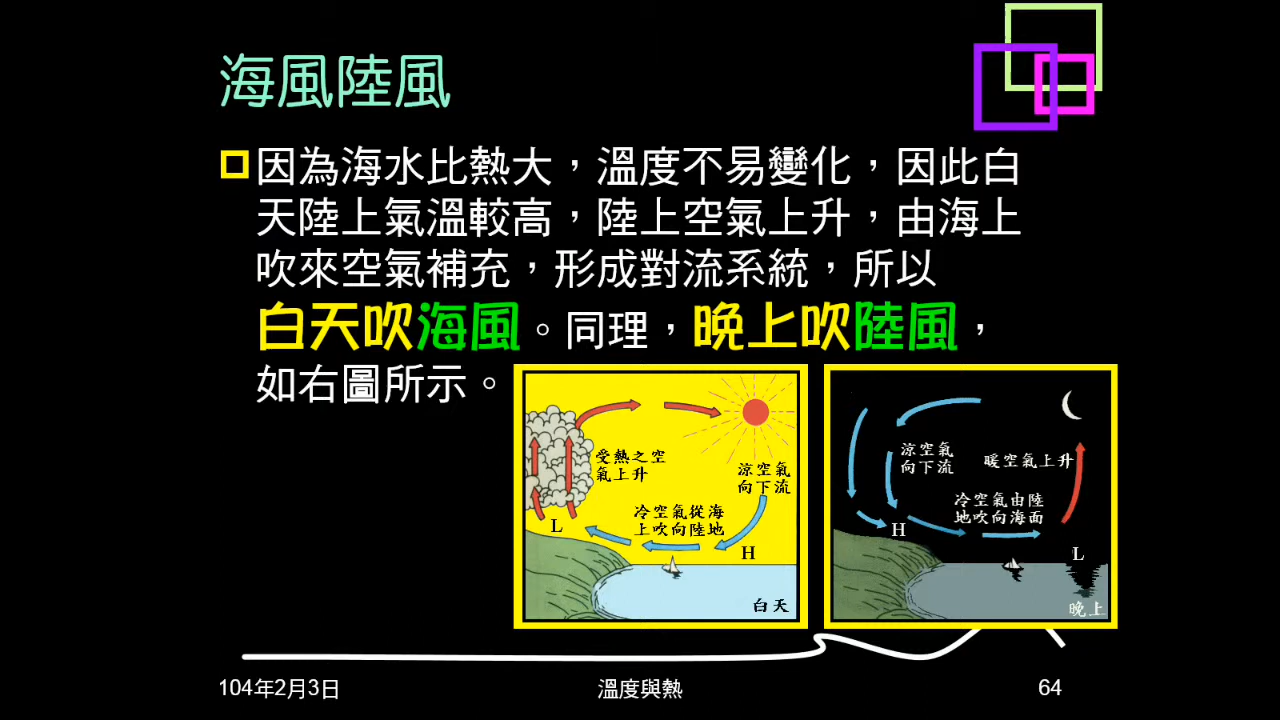 海風陸風
因為海水比熱大，溫度不易變化，因此白
天陸上氣溫較高，陸上空氣上升，由海上
吹來空氣補充，形成對流系統，所以
白天吹海風。同理，晚上吹陸風，
如右圖所示。
受熱之空
氣上升
涼空氣
向下流
冷空氣從海
上吹向陸地
L
H
白天
涼空氣
向下流
暖空氣上升
冷空氣由陸
地吹向海面
H
L
晚上
104年2月3日
溫度與熱
64